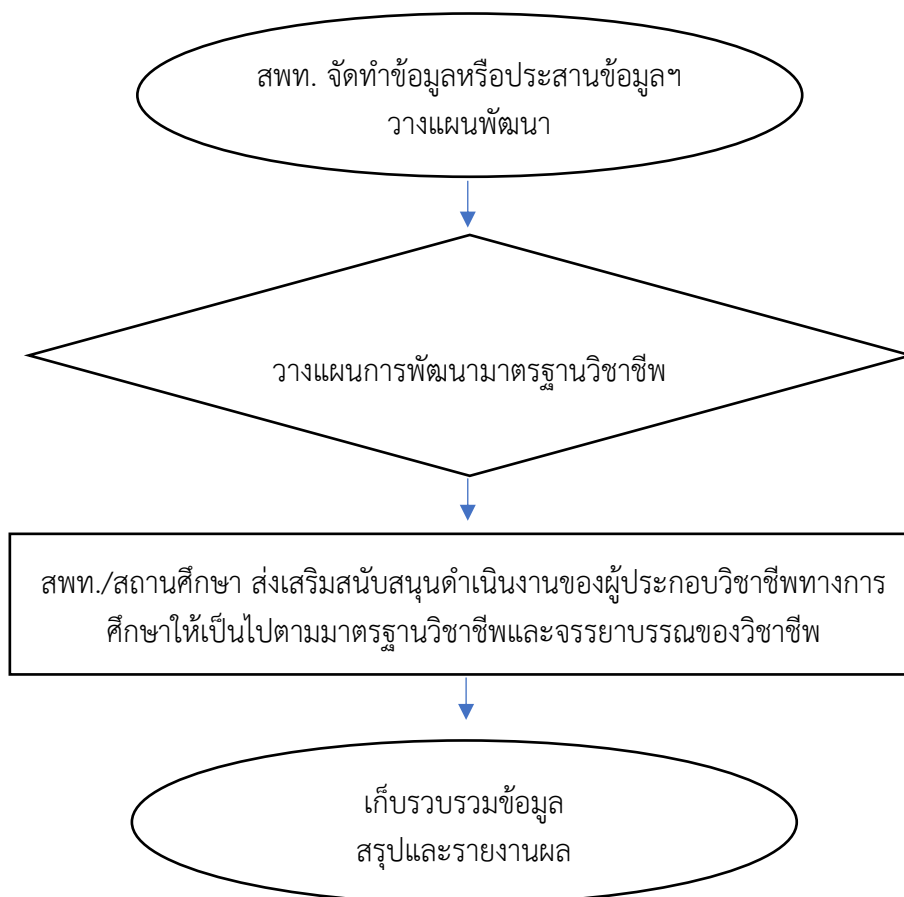 สพท. จัดทำข้อมูลหรือประสานข้อมูลฯ
วางแผนพัฒนา
วางแผนการพัฒนามาตรฐานวิชาชีพ
สพท./สถานศึกษา ส่งเสริมสนับสนุนดำเนินงานของผู้ประกอบวิชาชีพทางการ
ศึกษาให้เป็นไปตามมาตรฐานวิชาชีพและจรรยาบรรณของวิชาชีพ
เก็บรวบรวมข้อมูล
สรุปและรายงานผล